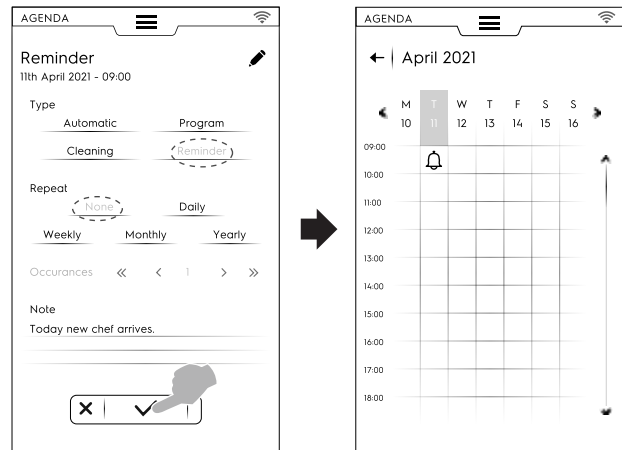 AGENDA
Reminder
11th April 2021 - 09:00
Type
Automatic Program
Cleaning Reminder
Repeat
None Daily
Weekly Monthly Yearly
Occurances « < 1 > »
Note
Today new chef arrives.
AGENDA
April 2021
M T W T F S S
10 11 12 13 14 15 16
09:00
10:00
11:00
12:00
13:00
14:00
15:00
16:00
17:00
18:00